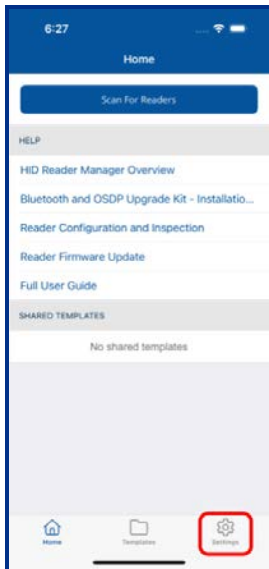 6:27
Home
Scan For Readers
HELP
HID Reader Manager Overview
Bluetooth and OSDP Upgrade Kit - Installatio...
Reader Configuration and Inspection
Reader Firmware Update
Full User Guide
SHARED TEMPLATES
No shared templates
Home Templates Settings